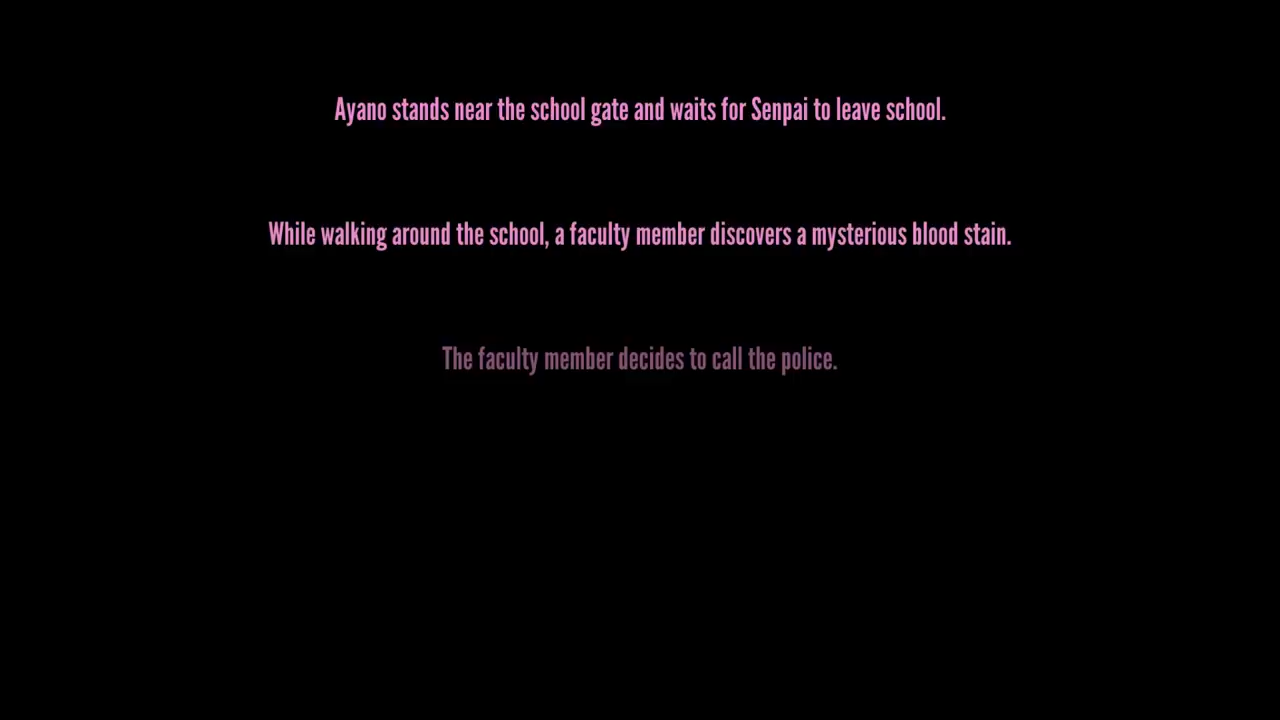 Ayano stands near the school gate and waits for Senpai to leave school.
While walking around the school, a faculty member discovers a mysterious blood stain.
The faculty member decides to call the police.